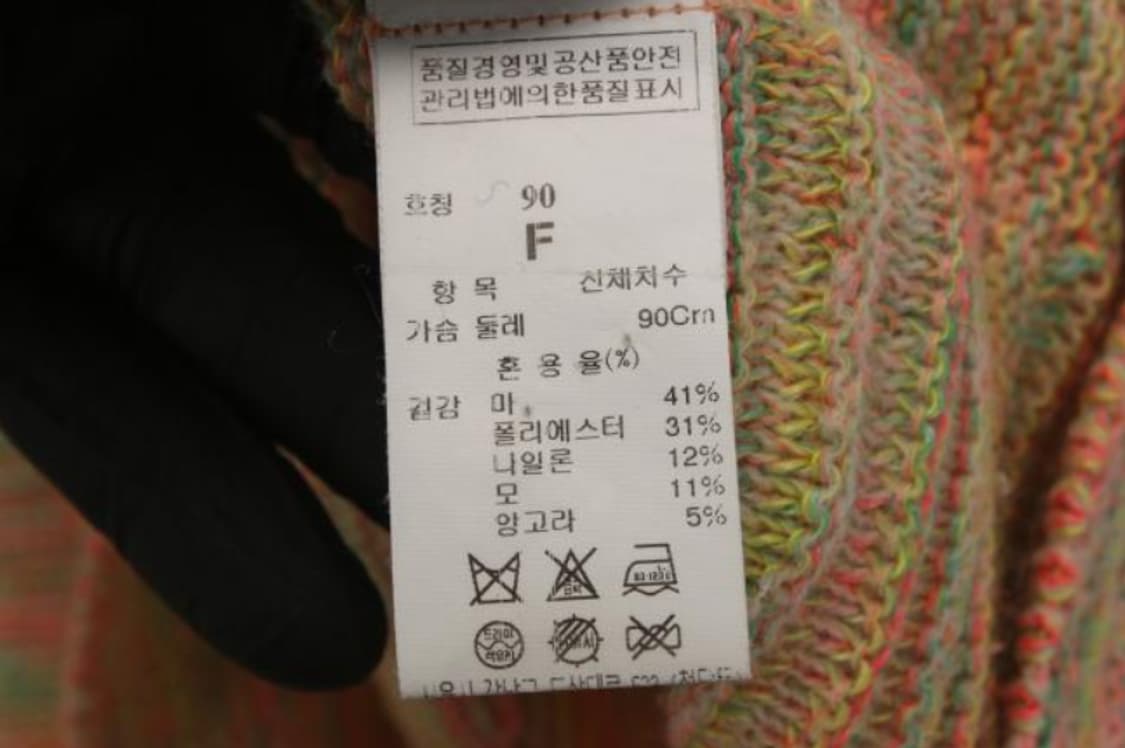 품질경영및공산품안전
관리법에의한품질표시
호칭 90
F
항 목 신체치수
가슴 둘레 90Cm
혼 용 율(%)
겉감 마 41%
폴리에스터 31%
나일론 12%
모 11%
앙고라 5%
드라이